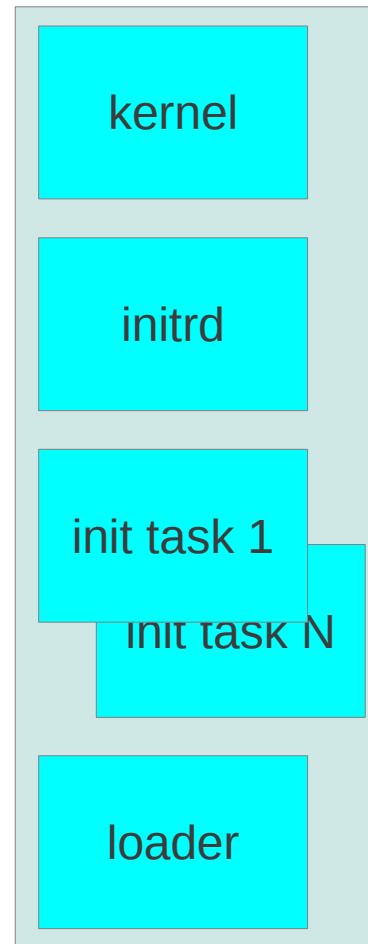 kernel
initrd
init task 1
init task N
loader